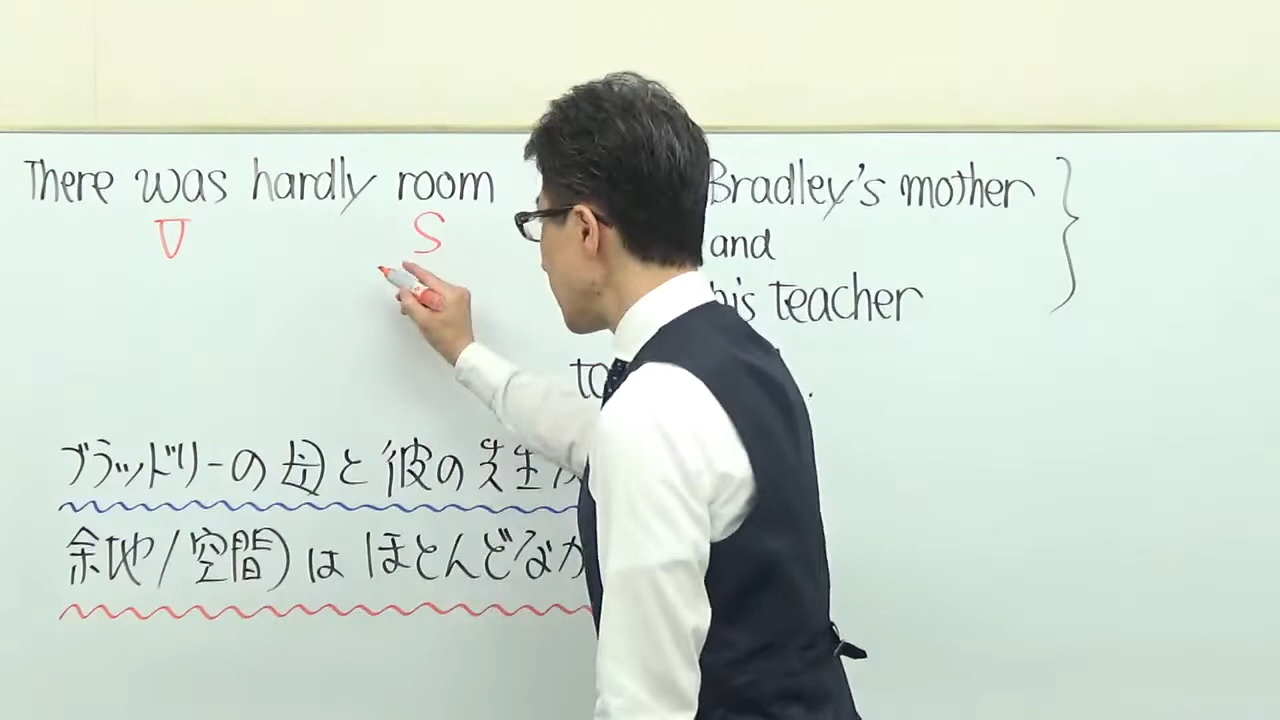 There was hardly room Bradley's mother
V S
and
his teacher
to
ブラッドリーの母と彼の先生
余地/空間)はほとんどなか